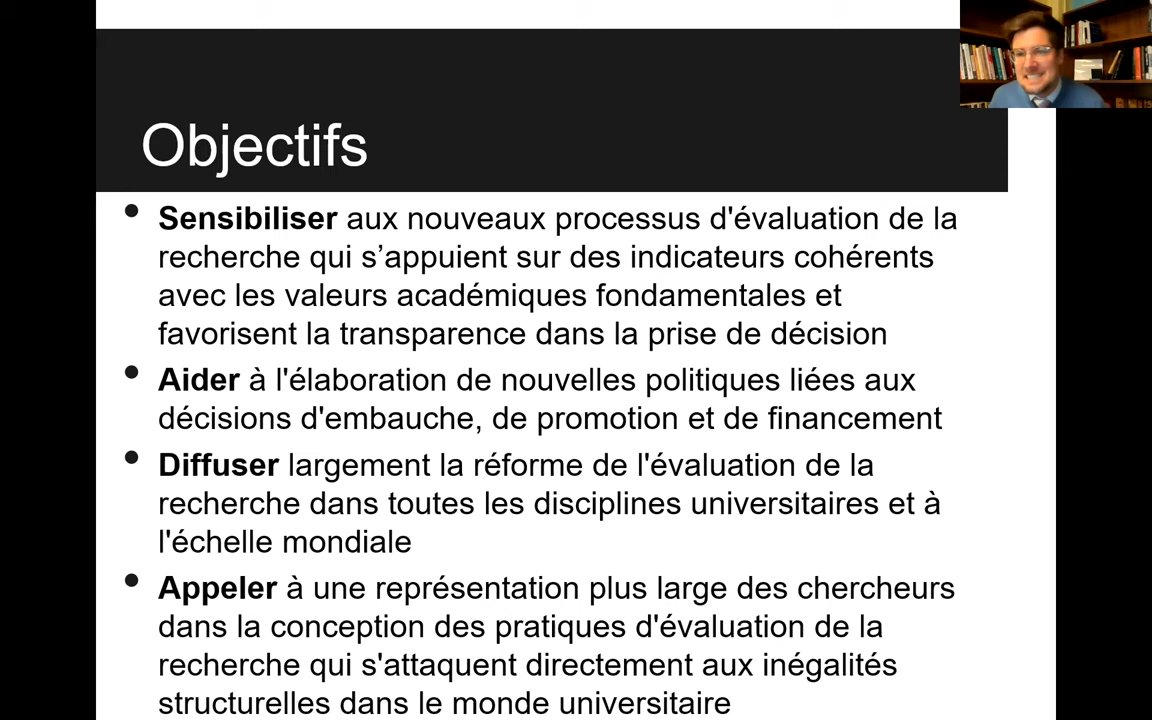 Objectifs
• Sensibiliser aux nouveaux processus d'évaluation de la
recherche qui s’appuient sur des indicateurs cohérents
avec les valeurs académiques fondamentales et
favorisent la transparence dans la prise de décision
• Aider à l'élaboration de nouvelles politiques liées aux
décisions d'embauche, de promotion et de financement
• Diffuser largement la réforme de l'évaluation de la
recherche dans toutes les disciplines universitaires et à
l'échelle mondiale
• Appeler à une représentation plus large des chercheurs
dans la conception des pratiques d'évaluation de la
recherche qui s'attaquent directement aux inégalités
structurelles dans le monde universitaire